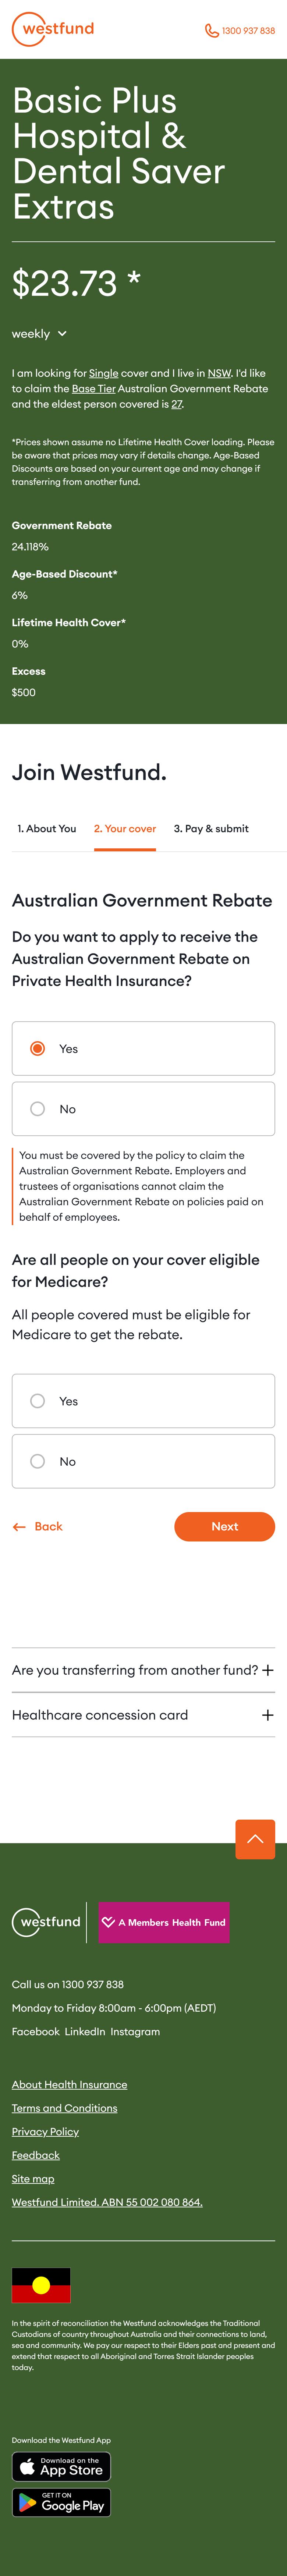 westfund
1300 937 838
Basic Plus
Hospital &
Dental Saver
Extras
$23.73 *
weekly
I am looking for Single cover and I live in NSW. I'd like
to claim the Base Tier Australian Government Rebate
and the eldest person covered is 27.
*Prices shown assume no Lifetime Health Cover loading. Please
be aware that prices may vary if details change. Age-Based
Discounts are based on your current age and may change if
transferring from another fund.
Government Rebate
24.118%
Age-Based Discount*
6%
Lifetime Health Cover*
0%
Excess
$500
Join Westfund.
1. About You 2. Your cover 3. Pay & submit
Australian Government Rebate
Do you want to apply to receive the
Australian Government Rebate on
Private Health Insurance?
Yes
No
You must be covered by the policy to claim the
Australian Government Rebate. Employers and
trustees of organisations cannot claim the
Australian Government Rebate on policies paid on
behalf of employees.
Are all people on your cover eligible
for Medicare?
All people covered must be eligible for
Medicare to get the rebate.
Yes
No
Back
Next
Are you transferring from another fund?
Healthcare concession card
westfund
A Members Health Fund
Call us on 1300 937 838
Monday to Friday 8:00am - 6:00pm (AEDT)
Facebook LinkedIn Instagram
About Health Insurance
Terms and Conditions
Privacy Policy
Feedback
Site map
Westfund Limited. ABN 55 002 080 864.
In the spirit of reconciliation the Westfund acknowledges the Traditional
Custodians of country throughout Australia and their connections to land,
sea and community. We pay our respect to their Elders past and present and
extend that respect to all Aboriginal and Torres Strait Islander peoples
today.
Download the Westfund App
Download on the
App Store
GET IT ON
Google Play